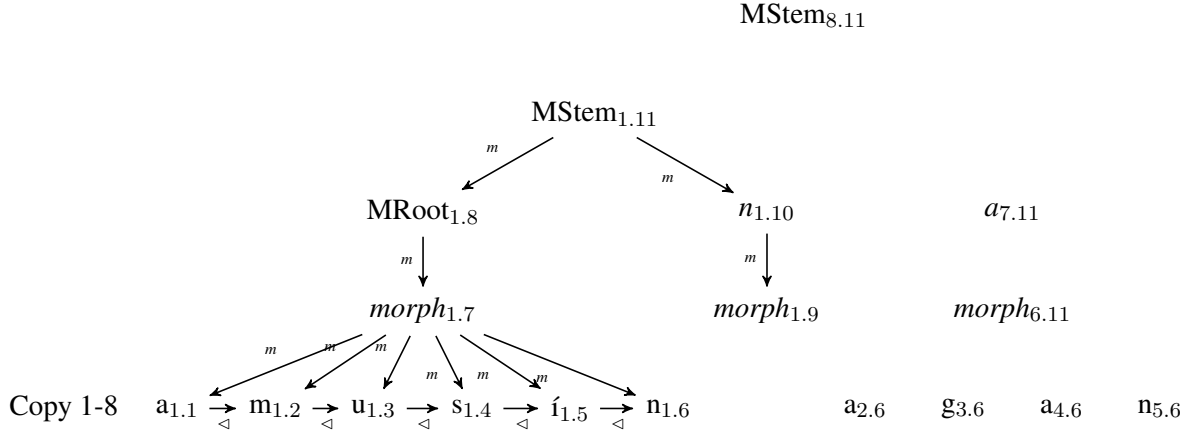 MStem8.11
MStem1.11
m m
MRoot1.8 n1.10 a7.11
m m
morph1.7 morph1.9 morph6.11
m m m m m m
Copy 1-8 a1.1 m1.2 u1.3 s1.4 í1.5 n1.6 a2.6 g3.6 a4.6 n5.6
◁ ◁ ◁ ◁ ◁